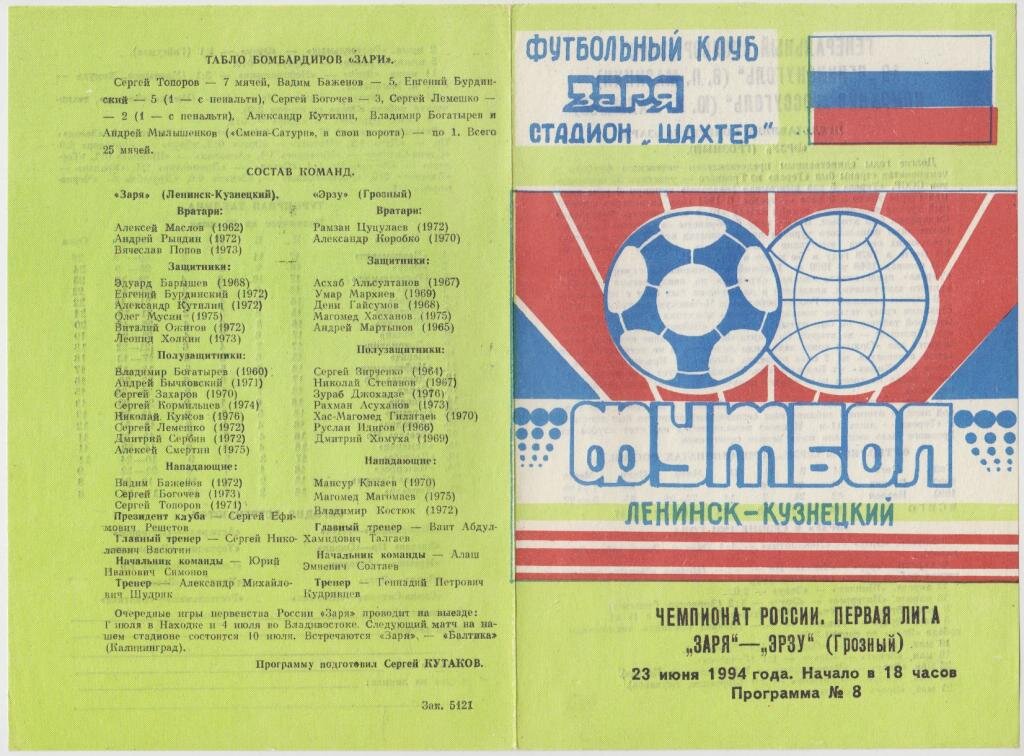 ТАБЛО БОМБАРДИРОВ «ЗАРИ».
Сергей Топоров — 7 мячей, Вадим Баженов — 5, Евгений Бурдин-
ский — 5 (1 — с пенальти), Сергей Богочев — 3, Сергей Лемешко —
— 2 (1 — с пенальти), Александр Кутилин, Владимир Богатырев и
Андрей Мыльшенков («Смена-Сатурн», в свои ворота) — по 1. Всего
25 мячей.
СОСТАВ КОМАНД.
«Заря» (Ленинск-Кузнецкий).
Вратари:
Алексей Маслов (1962)
Андрей Рындин (1972)
Вячеслав Попов (1973)
Защитники:
Эдуард Барышев (1968)
Евгений Бурдинский (1972)
Александр Кутилин (1972)
Олег Мусин (1975)
Виталий Ожигов (1972)
Леонид Холкин (1973)
Полузащитники:
Владимир Богатырев (1960)
Андрей Бычковский (1971)
Сергей Захаров (1970)
Сергей Кормильцев (1974)
Николай Куксов (1976)
Сергей Лемешко (1972)
Дмитрий Сербин (1972)
Алексей Смертин (1975)
Нападающие:
Вадим Баженов (1972)
Сергей Богочев (1973)
Сергей Топоров (1971)
Президент клуба — Сергей Ефи-
мович Решетов
Главный тренер — Сергей Нико-
лаевич Васютин
Начальник команды — Юрий
Иванович Симонов
Тренер — Александр Михайло-
вич Шудрик
«Эрзу» (Грозный)
Вратари:
Рамзан Цуцулаев (1972)
Александр Коробко (1970)
Защитники:
Асхаб Альсултанов (1967)
Умар Мархиев (1969)
Дени Гайсумов (1968)
Магомед Хасханов (1975)
Андрей Мартынов (1965)
Полузащитники:
Сергей Зирченко (1964)
Николай Степанов (1967)
Зураб Джохадзе (1976)
Рахман Асуханов (1973)
Хас-Магомед Гилагаев (1970)
Руслан Идигов (1966)
Дмитрий Хомуха (1969)
Нападающие:
Мансур Какаев (1970)
Магомед Магомаев (1975)
Владимир Костюк (1972)
Главный тренер — Ваит Абдул-
Хамидович Талгаев
Начальник команды — Алаш
Эмиевич Солтаев
Тренер — Геннадий Петрович
Кудрявцев
Очередные игры первенства России «Заря» проводит на выезде:
1 июля в Находке и 4 июля во Владивостоке. Следующий матч на на-
шем стадионе состоится 10 июля. Встречаются «Заря» — «Балтика»
(Калининград).
Программу подготовил Сергей КУТАКОВ.
Зак. 5121
ФУТБОЛЬНЫЙ КЛУБ
ЗАРЯ
СТАДИОН „ШАХТЕР"
ФУТБОЛ
ЛЕНИНСК-КУЗНЕЦКИЙ
ЧЕМПИОНАТ РОССИИ. ПЕРВАЯ ЛИГА
„ЗАРЯ"—„ЭРЗУ" (Грозный)
23 июня 1994 года. Начало в 18 часов
Программа № 8